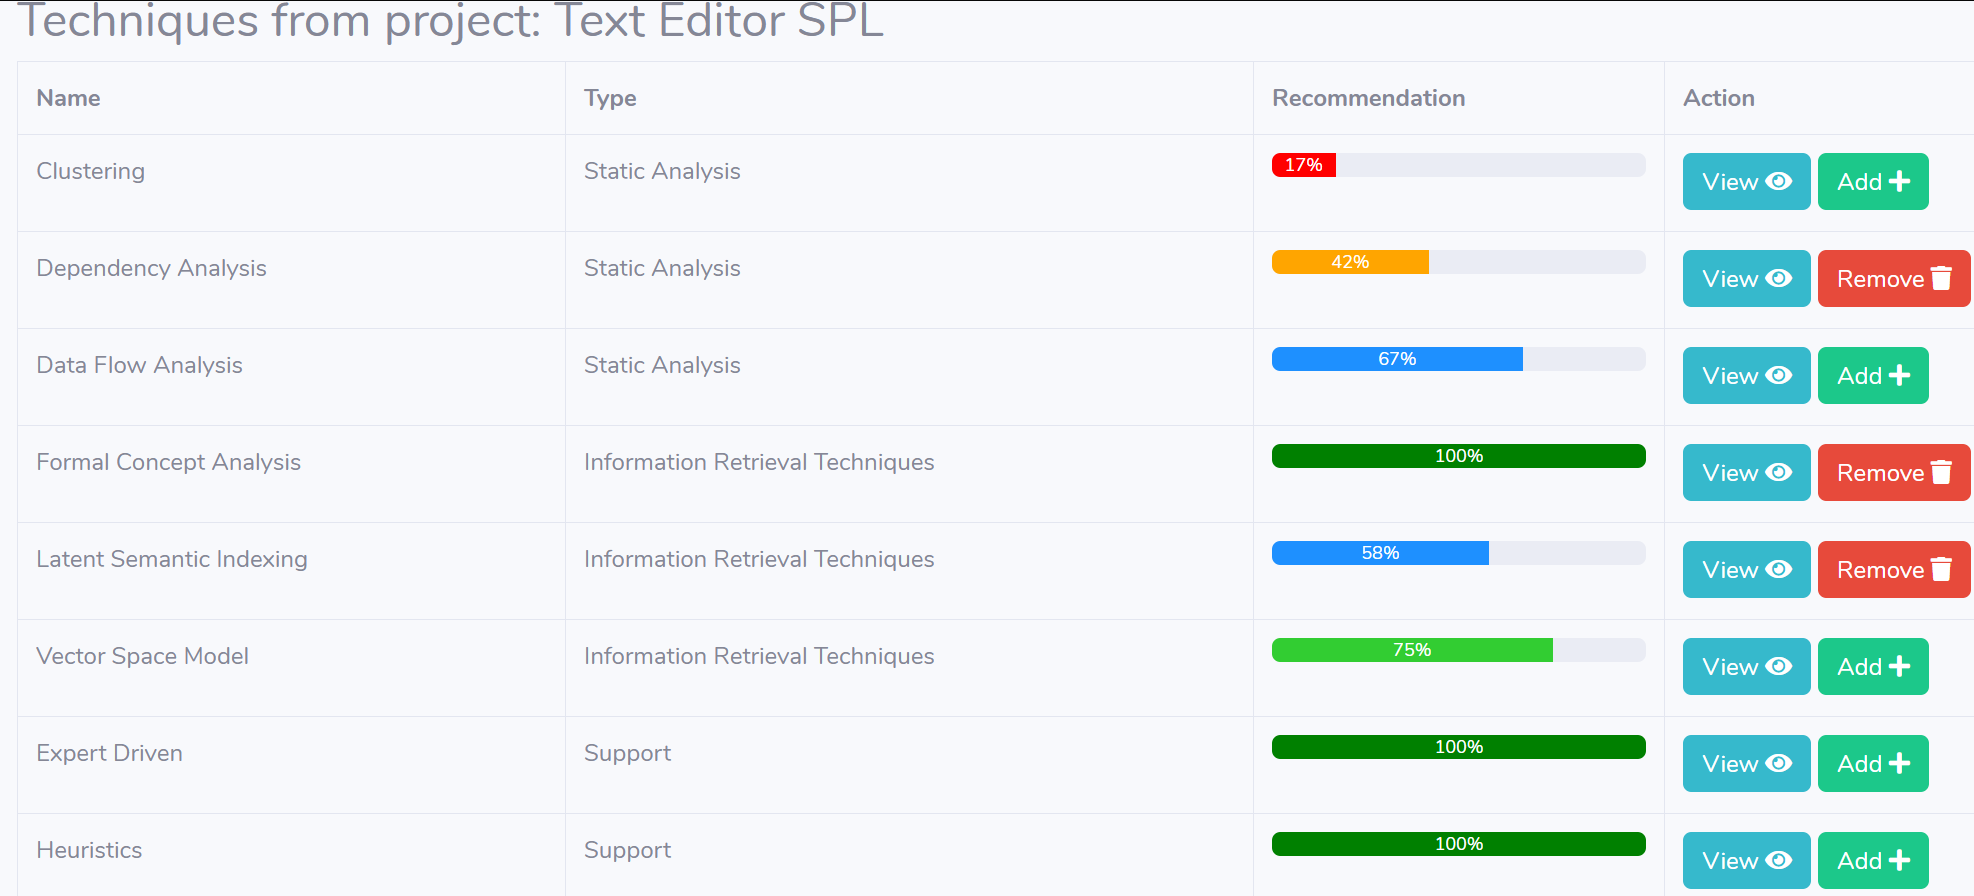 Techniques from project: Text Editor SPL
Name Type Recommendation Action
Clustering Static Analysis 17% View Add
Dependency Analysis Static Analysis 42% View Remove
Data Flow Analysis Static Analysis 67% View Add
Formal Concept Analysis Information Retrieval Techniques 100% View Remove
Latent Semantic Indexing Information Retrieval Techniques 58% View Remove
Vector Space Model Information Retrieval Techniques 75% View Add
Expert Driven Support 100% View Add
Heuristics Support 100% View Add